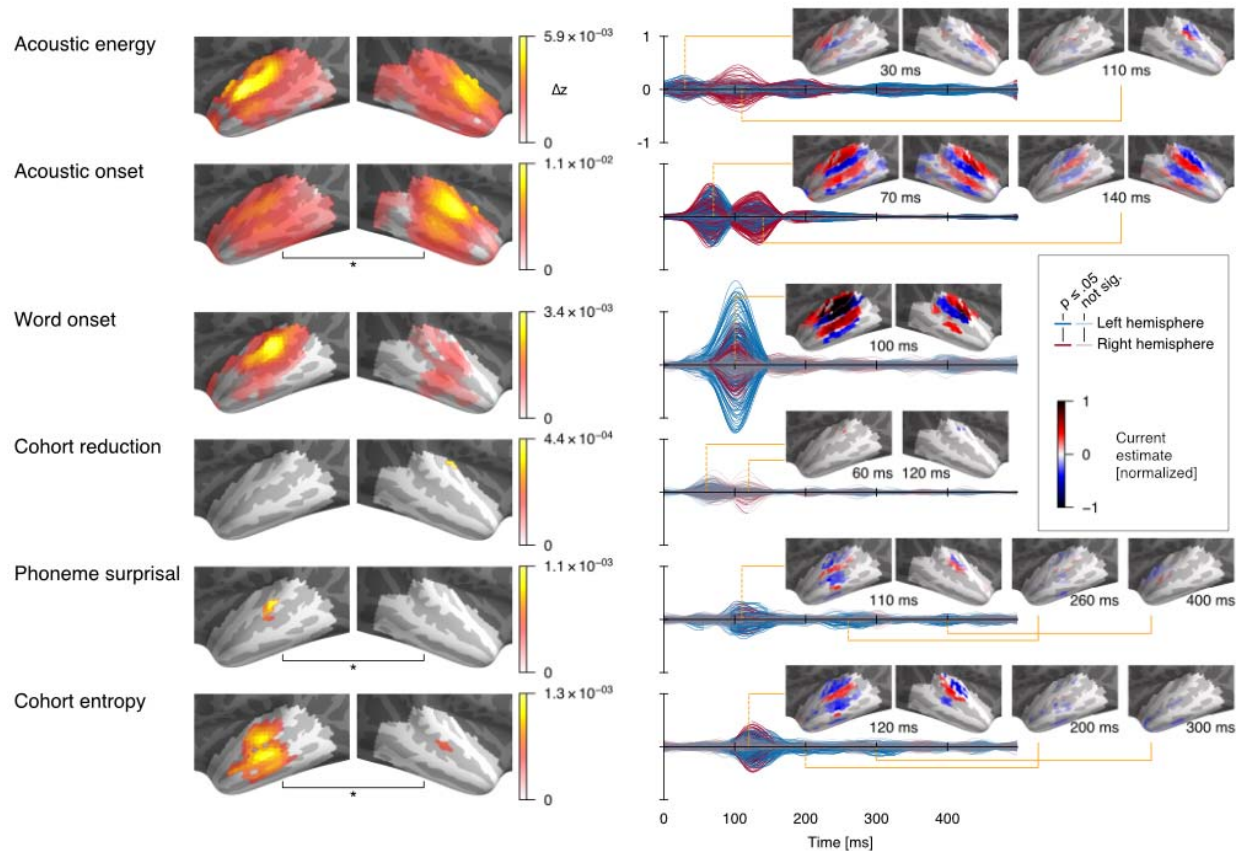 Acoustic energy
5.9 × 10⁻⁰³
Δz
0
1
0
-1
30 ms
110 ms
Acoustic onset
1.1 × 10⁻⁰²
0
*
70 ms
140 ms
Word onset
3.4 × 10⁻⁰³
0
100 ms
p ≤ .05
not sig.
Left hemisphere
Right hemisphere
1
0
−1
Current
estimate
[normalized]
Cohort reduction
4.4 × 10⁻⁰⁴
0
60 ms
120 ms
Phoneme surprisal
1.1 × 10⁻⁰³
0
*
110 ms
260 ms
400 ms
Cohort entropy
1.3 × 10⁻⁰³
0
*
120 ms
200 ms
300 ms
0
100
200
300
400
Time [ms]